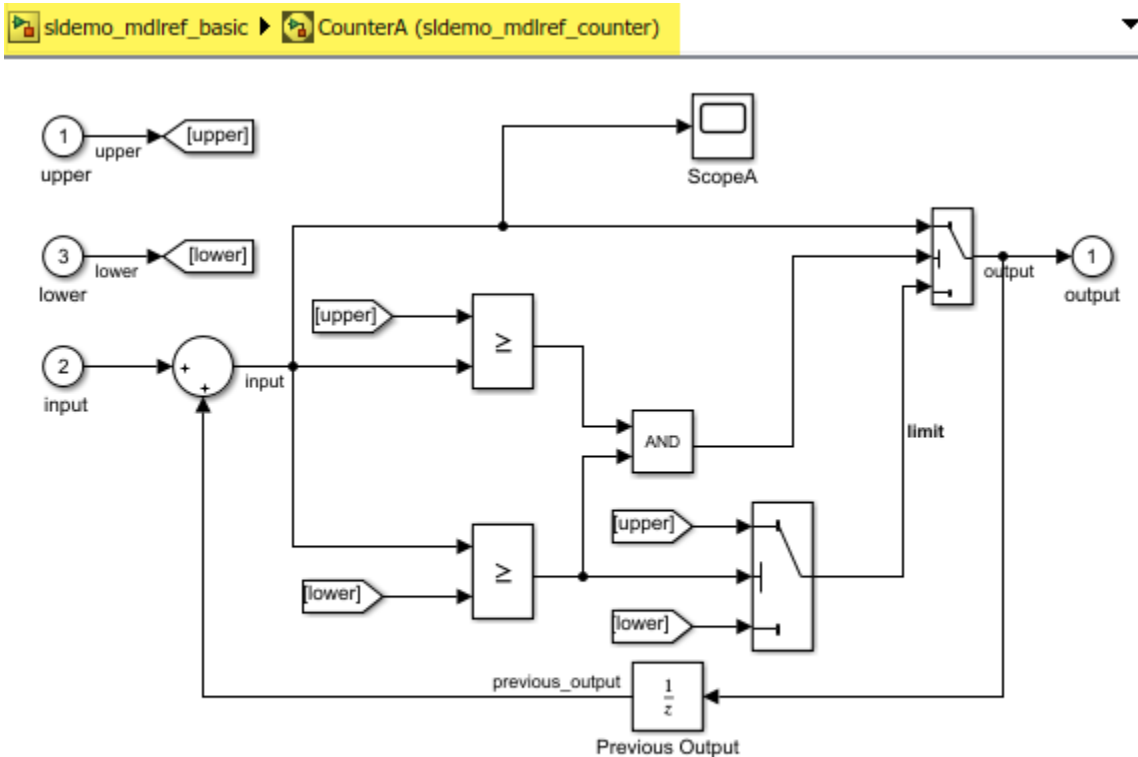 sldemo_mdlref_basic CounterA (sldemo_mdlref_counter)
1
upper
upper
[upper]
ScopeA
3
lower
lower
[lower]
output
1
output
[upper]
≥
2
input
+
+
input
AND
limit
[upper]
≥
[lower]
[lower]
previous_output
1
z
Previous Output